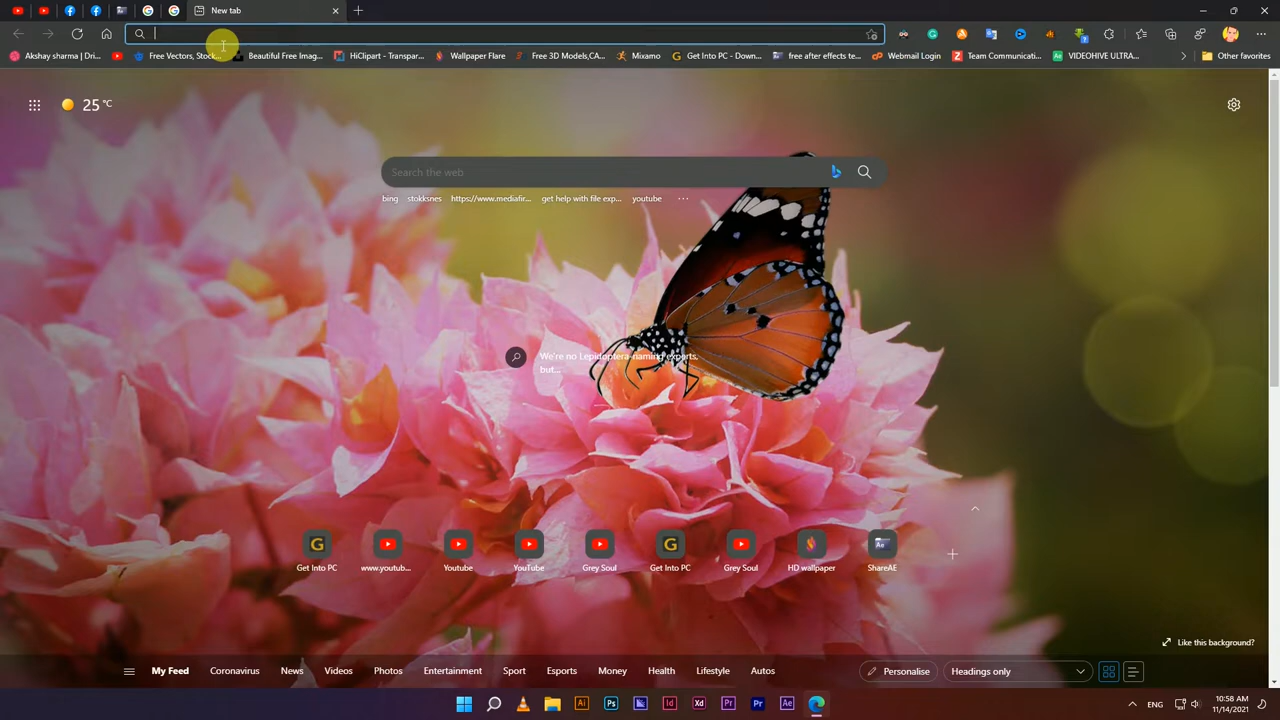 New tab
Akshay sharma | Dri...
Free Vectors, Stock...
Beautiful Free Imag...
HiClipart - Transpar...
Wallpaper Flare
Free 3D Models,CA...
Mixamo
Get Into PC - Down...
free after effects te...
Webmail Login
Team Communicati...
VIDEOHIVE ULTRA...
Other favorites
25 °C
Search the web
bing
stokksnes
https://www.mediafir...
get help with file exp...
youtube
...
We're no Lepidoptera-naming experts,
but...
Get Into PC
www.youtub...
Youtube
YouTube
Grey Soul
Get Into PC
Grey Soul
HD wallpaper
ShareAE
Like this background?
My Feed
Coronavirus
News
Videos
Photos
Entertainment
Sport
Esports
Money
Health
Lifestyle
Autos
Personalise
Headings only
ENG
10:58 AM
11/14/2021